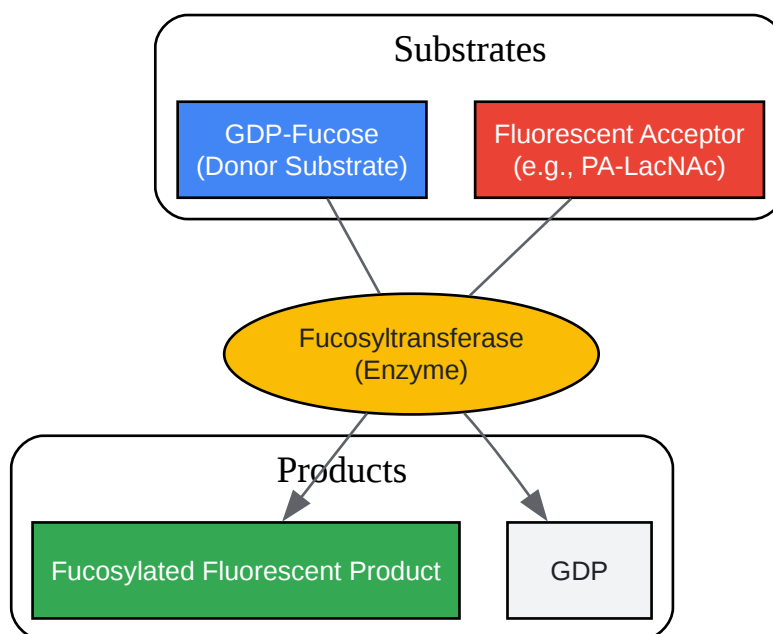 Substrates
GDP-Fucose
(Donor Substrate)
Fluorescent Acceptor
(e.g., PA-LacNAc)
Fucosyltransferase
(Enzyme)
Products
Fucosylated Fluorescent Product
GDP